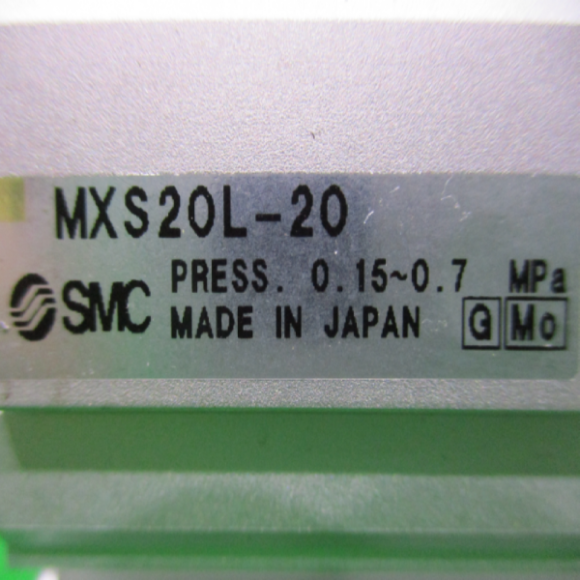 MXS20L-20
PRESS. 0.15~0.7 MPa
SMC MADE IN JAPAN G Mo